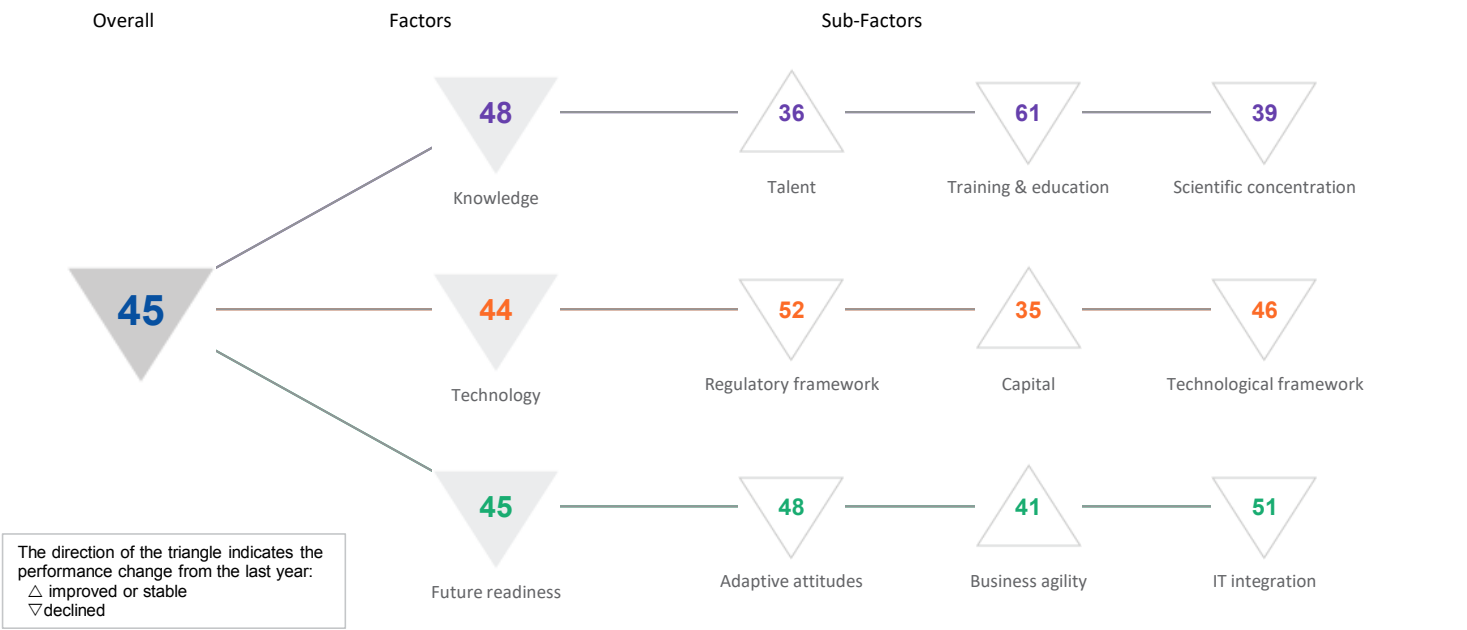 Overall
Factors
Sub-Factors
48
36
61
39
Knowledge
Talent
Training & education
Scientific concentration
45
44
52
35
46
Technology
Regulatory framework
Capital
Technological framework
45
48
41
51
Future readiness
Adaptive attitudes
Business agility
IT integration
The direction of the triangle indicates the
performance change from the last year:
△ improved or stable
▽declined